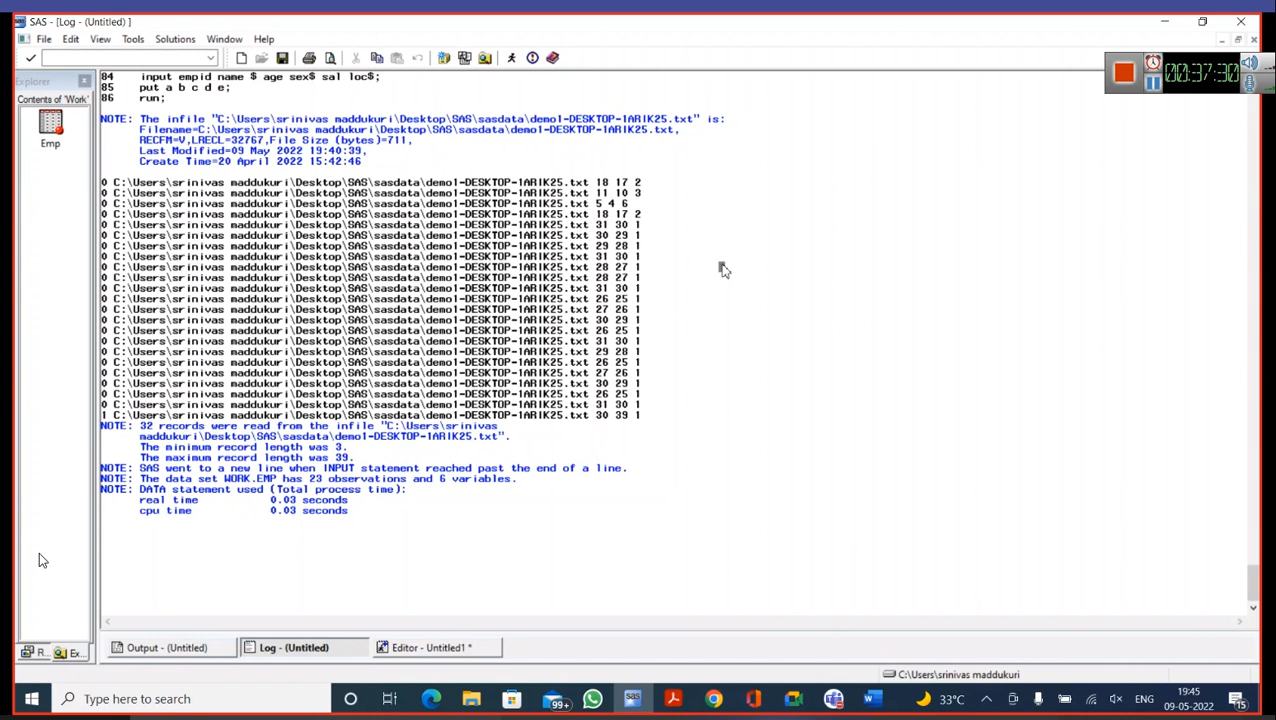 SAS - [Log - (Untitled) ]
File Edit View Tools Solutions Window Help
00:37:30
Explorer
Contents of 'Work'
Emp
84 input empid name $ age sex$ sal loc$;
85 put a b c d e;
86 run;
NOTE: The infile "C:\Users\srinivas maddukuri\Desktop\SAS\sasdata\demo1-DESKTOP-1ARIK25.txt" is:
Filename=C:\Users\srinivas maddukuri\Desktop\SAS\sasdata\demo1-DESKTOP-1ARIK25.txt,
RECFM=V,LRECL=32767,File Size (bytes)=711,
Last Modified=09 May 2022 19:40:39,
Create Time=20 April 2022 15:42:46
0 C:\Users\srinivas maddukuri\Desktop\SAS\sasdata\demo1-DESKTOP-1ARIK25.txt 18 17 2
0 C:\Users\srinivas maddukuri\Desktop\SAS\sasdata\demo1-DESKTOP-1ARIK25.txt 11 10 3
0 C:\Users\srinivas maddukuri\Desktop\SAS\sasdata\demo1-DESKTOP-1ARIK25.txt 5 4 6
0 C:\Users\srinivas maddukuri\Desktop\SAS\sasdata\demo1-DESKTOP-1ARIK25.txt 18 17 2
0 C:\Users\srinivas maddukuri\Desktop\SAS\sasdata\demo1-DESKTOP-1ARIK25.txt 31 30 1
0 C:\Users\srinivas maddukuri\Desktop\SAS\sasdata\demo1-DESKTOP-1ARIK25.txt 30 29 1
0 C:\Users\srinivas maddukuri\Desktop\SAS\sasdata\demo1-DESKTOP-1ARIK25.txt 29 28 1
0 C:\Users\srinivas maddukuri\Desktop\SAS\sasdata\demo1-DESKTOP-1ARIK25.txt 31 30 1
0 C:\Users\srinivas maddukuri\Desktop\SAS\sasdata\demo1-DESKTOP-1ARIK25.txt 28 27 1
0 C:\Users\srinivas maddukuri\Desktop\SAS\sasdata\demo1-DESKTOP-1ARIK25.txt 28 27 1
0 C:\Users\srinivas maddukuri\Desktop\SAS\sasdata\demo1-DESKTOP-1ARIK25.txt 31 30 1
0 C:\Users\srinivas maddukuri\Desktop\SAS\sasdata\demo1-DESKTOP-1ARIK25.txt 26 25 1
0 C:\Users\srinivas maddukuri\Desktop\SAS\sasdata\demo1-DESKTOP-1ARIK25.txt 27 26 1
0 C:\Users\srinivas maddukuri\Desktop\SAS\sasdata\demo1-DESKTOP-1ARIK25.txt 30 29 1
0 C:\Users\srinivas maddukuri\Desktop\SAS\sasdata\demo1-DESKTOP-1ARIK25.txt 26 25 1
0 C:\Users\srinivas maddukuri\Desktop\SAS\sasdata\demo1-DESKTOP-1ARIK25.txt 31 30 1
0 C:\Users\srinivas maddukuri\Desktop\SAS\sasdata\demo1-DESKTOP-1ARIK25.txt 29 28 1
0 C:\Users\srinivas maddukuri\Desktop\SAS\sasdata\demo1-DESKTOP-1ARIK25.txt 26 25 1
0 C:\Users\srinivas maddukuri\Desktop\SAS\sasdata\demo1-DESKTOP-1ARIK25.txt 27 26 1
0 C:\Users\srinivas maddukuri\Desktop\SAS\sasdata\demo1-DESKTOP-1ARIK25.txt 30 29 1
0 C:\Users\srinivas maddukuri\Desktop\SAS\sasdata\demo1-DESKTOP-1ARIK25.txt 26 25 1
0 C:\Users\srinivas maddukuri\Desktop\SAS\sasdata\demo1-DESKTOP-1ARIK25.txt 31 30 1
1 C:\Users\srinivas maddukuri\Desktop\SAS\sasdata\demo1-DESKTOP-1ARIK25.txt 30 39 1
NOTE: 32 records were read from the infile "C:\Users\srinivas
maddukuri\Desktop\SAS\sasdata\demo1-DESKTOP-1ARIK25.txt".
The minimum record length was 3.
The maximum record length was 39.
NOTE: SAS went to a new line when INPUT statement reached past the end of a line.
NOTE: The data set WORK.EMP has 23 observations and 6 variables.
NOTE: DATA statement used (Total process time):
real time 0.03 seconds
cpu time 0.03 seconds
R... Ex...
Output - (Untitled) Log - (Untitled) Editor - Untitled1 *
C:\Users\srinivas maddukuri
Type here to search
99+
33°C
ENG
19:45
09-05-2022
15